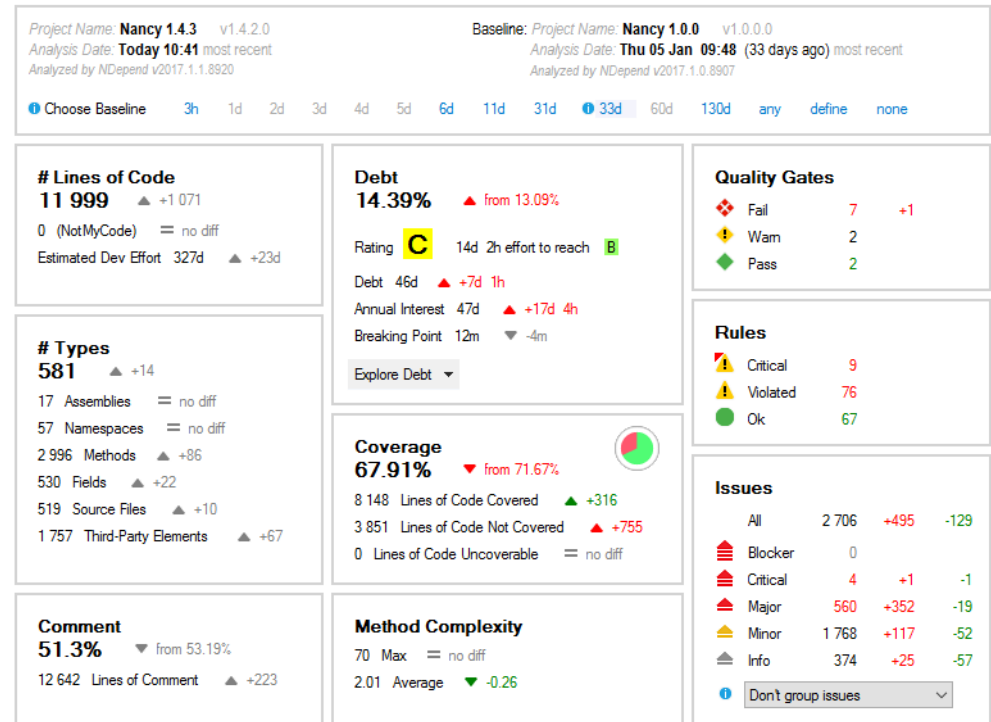 Project Name: Nancy 1.4.3 v1.4.2.0
Analysis Date: Today 10:41 most recent
Analyzed by NDepend v2017.1.1.8920
Baseline: Project Name: Nancy 1.0.0 v1.0.0.0
Analysis Date: Thu 05 Jan 09:48 (33 days ago) most recent
Analyzed by NDepend v2017.1.0.8907
Choose Baseline 3h 1d 2d 3d 4d 5d 6d 11d 31d 33d 60d 130d any define none
# Lines of Code
11 999 +1 071
0 (NotMyCode) = no diff
Estimated Dev Effort 327d +23d
# Types
581 +14
17 Assemblies = no diff
57 Namespaces = no diff
2 996 Methods +86
530 Fields +22
519 Source Files +10
1 757 Third-Party Elements +67
Comment
51.3% from 53.19%
12 642 Lines of Comment +223
Debt
14.39% from 13.09%
Rating C 14d 2h effort to reach B
Debt 46d +7d 1h
Annual Interest 47d +17d 4h
Breaking Point 12m -4m
Explore Debt
Coverage
67.91% from 71.67%
8 148 Lines of Code Covered +316
3 851 Lines of Code Not Covered +755
0 Lines of Code Uncoverable = no diff
Method Complexity
70 Max = no diff
2.01 Average -0.26
Quality Gates
Fail 7 +1
Warn 2
Pass 2
Rules
Critical 9
Violated 76
Ok 67
Issues
All 2 706 +495 -129
Blocker 0
Critical 4 +1 -1
Major 560 +352 -19
Minor 1 768 +117 -52
Info 374 +25 -57
Don't group issues